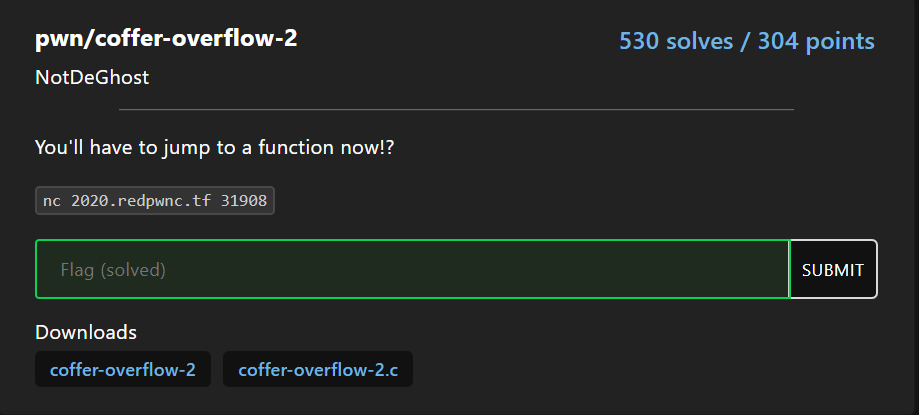 pwn/coffer-overflow-2
530 solves / 304 points
NotDeGhost
You'll have to jump to a function now!?
nc 2020.redpwnc.tf 31908
Flag (solved)
SUBMIT
Downloads
coffer-overflow-2
coffer-overflow-2.c